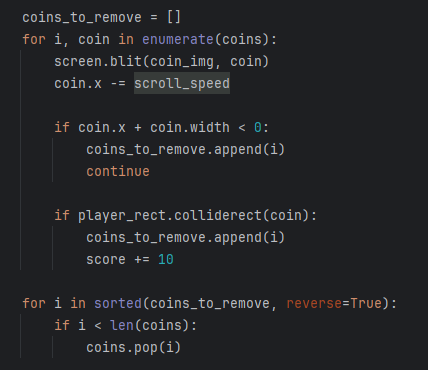 coins_to_remove = []
for i, coin in enumerate(coins):
    screen.blit(coin_img, coin)
    coin.x -= scroll_speed

    if coin.x + coin.width < 0:
        coins_to_remove.append(i)
        continue

    if player_rect.colliderect(coin):
        coins_to_remove.append(i)
        score += 10

for i in sorted(coins_to_remove, reverse=True):
    if i < len(coins):
        coins.pop(i)